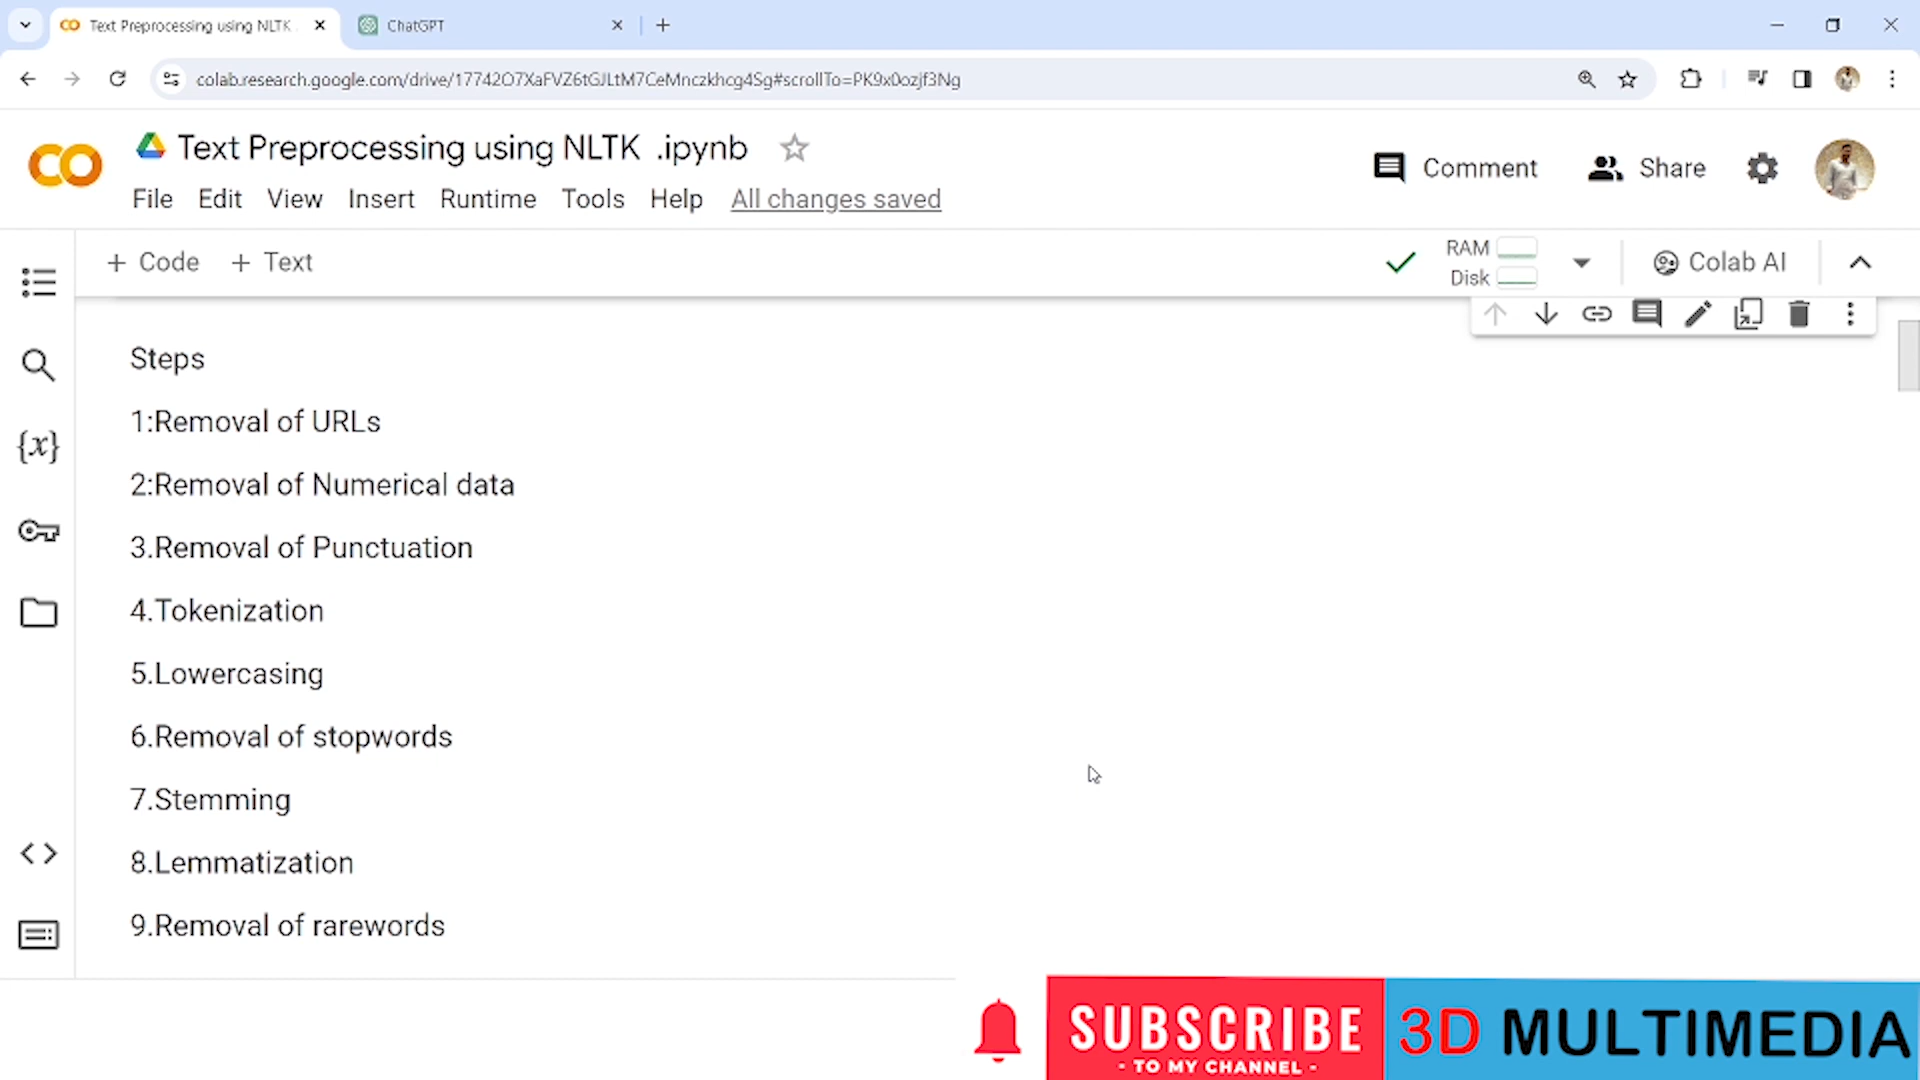 Text Preprocessing using NLTK
ChatGPT
colab.research.google.com/drive/17742O7XaFVZ6tGJLtM7CeMnczkhcg4Sg#scrollTo=PK9x0ozjf3Ng
Text Preprocessing using NLTK .ipynb
Comment
Share
File Edit View Insert Runtime Tools Help All changes saved
+ Code + Text
RAM
Disk
Colab AI
Steps
1:Removal of URLs
2:Removal of Numerical data
3.Removal of Punctuation
4.Tokenization
5.Lowercasing
6.Removal of stopwords
7.Stemming
8.Lemmatization
9.Removal of rarewords
SUBSCRIBE
- TO MY CHANNEL -
3D MULTIMEDIA